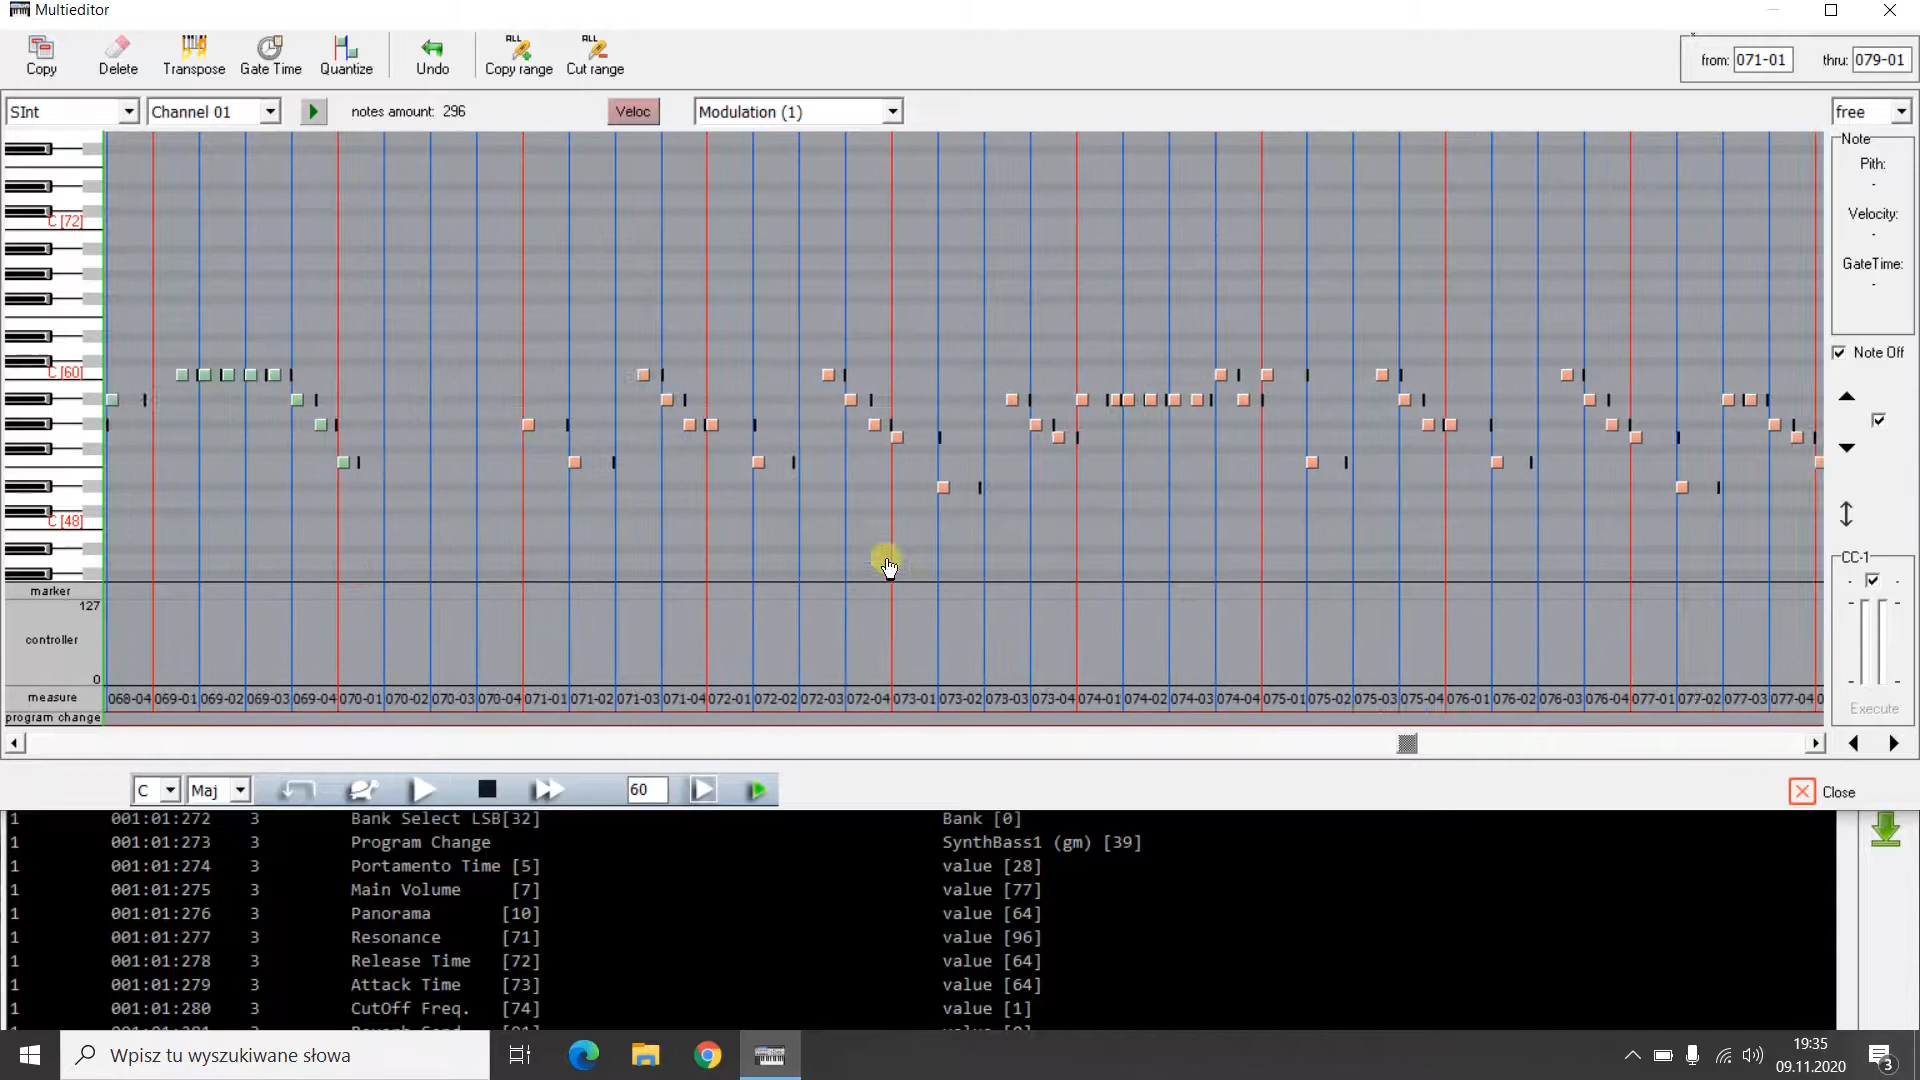 Multieditor
Copy Delete Transpose Gate Time Quantize Undo Copy range Cut range
ALL ALL
from: 071-01 thru: 079-01
SInt Channel 01 notes amount: 296 Veloc Modulation (1) free
Note
Pith:
-
Velocity:
-
GateTime:
-
Note Off
C [72]
C [60]
C [48]
CC-1
marker
127
controller
0
measure 068-04 069-01 069-02 069-03 069-04 070-01 070-02 070-03 070-04 071-01 071-02 071-03 071-04 072-01 072-02 072-03 072-04 073-01 073-02 073-03 073-04 074-01 074-02 074-03 074-04 075-01 075-02 075-03 075-04 076-01 076-02 076-03 076-04 077-01 077-02 077-03 077-04
Execute
program change
C Maj 60 Close
1 001:01:272 3 Bank Select LSB[32] Bank [0]
1 001:01:273 3 Program Change SynthBass1 (gm) [39]
1 001:01:274 3 Portamento Time [5] value [28]
1 001:01:275 3 Main Volume [7] value [77]
1 001:01:276 3 Panorama [10] value [64]
1 001:01:277 3 Resonance [71] value [96]
1 001:01:278 3 Release Time [72] value [64]
1 001:01:279 3 Attack Time [73] value [64]
1 001:01:280 3 CutOff Freq. [74] value [1]
Wpisz tu wyszukiwane słowa
19:35
09.11.2020
3